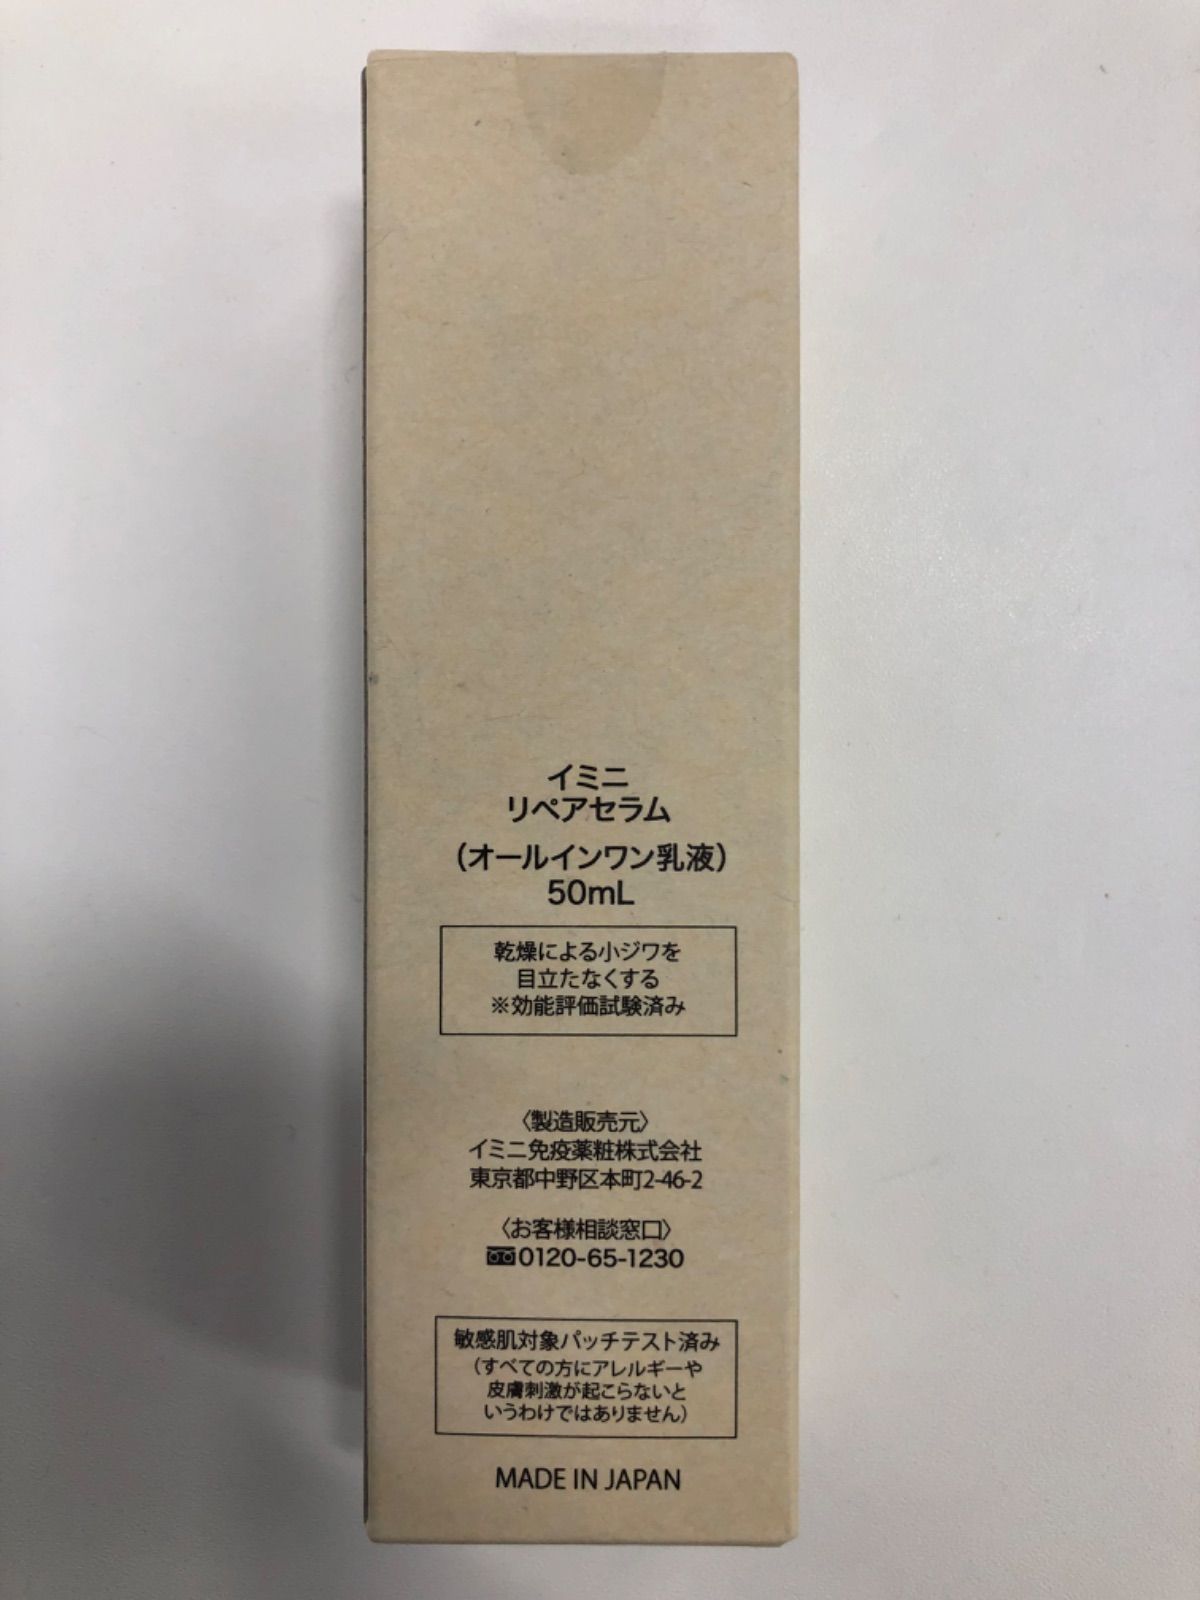 イミニ
リペアセラム
（オールインワン乳液）
50mL
乾燥による小ジワを
目立たなくする
※効能評価試験済み
〈製造販売元〉
イミニ免疫薬粧株式会社
東京都中野区本町2-46-2
〈お客様相談窓口〉
0120-65-1230
敏感肌対象パッチテスト済み
（すべての方にアレルギーや
皮膚刺激が起こらないと
いうわけではありません）
MADE IN JAPAN